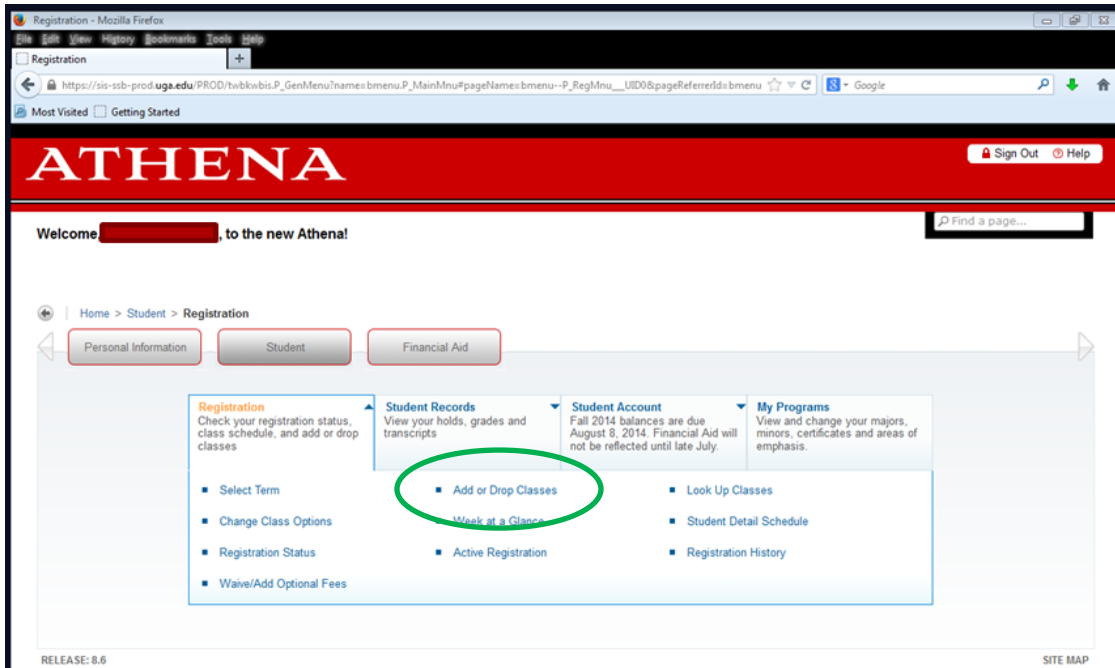 Registration - Mozilla Firefox
File Edit View History Bookmarks Tools Help
Registration +
https://sis-ssb-prod.uga.edu/PROD/twbkwbis.P_GenMenu?name=bmenu.P_MainMnu#pageName=bmenu--P_RegMnu__UID0&pageReferrerId=bmenu Google
Most Visited Getting Started
ATHENA
Sign Out Help
Find a page...
Welcome, , to the new Athena!
Home > Student > Registration
Personal Information Student Financial Aid
Registration
Check your registration status,
class schedule, and add or drop
classes
Student Records
View your holds, grades and
transcripts
Student Account
Fall 2014 balances are due
August 8, 2014. Financial Aid will
not be reflected until late July.
My Programs
View and change your majors,
minors, certificates and areas of
emphasis.
Select Term Add or Drop Classes Look Up Classes
Change Class Options Week at a Glance Student Detail Schedule
Registration Status Active Registration Registration History
Waive/Add Optional Fees
RELEASE: 8.6 SITE MAP